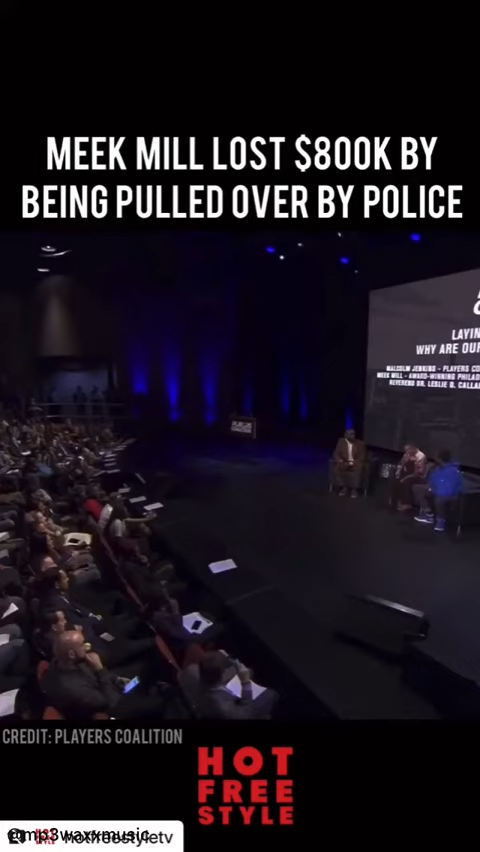 MEEK MILL LOST $800K BY
BEING PULLED OVER BY POLICE
LAYIN
WHY ARE OUR
MALCOLM JENKINS - PLAYERS CO
MEEK MILL - AWARD-WINNING PHILAD
REVEREND DR. LESLIE D. CALLA
CREDIT: PLAYERS COALITION
HOT
FREE
STYLE
@mp3waxxmusic
hotfreestyletv